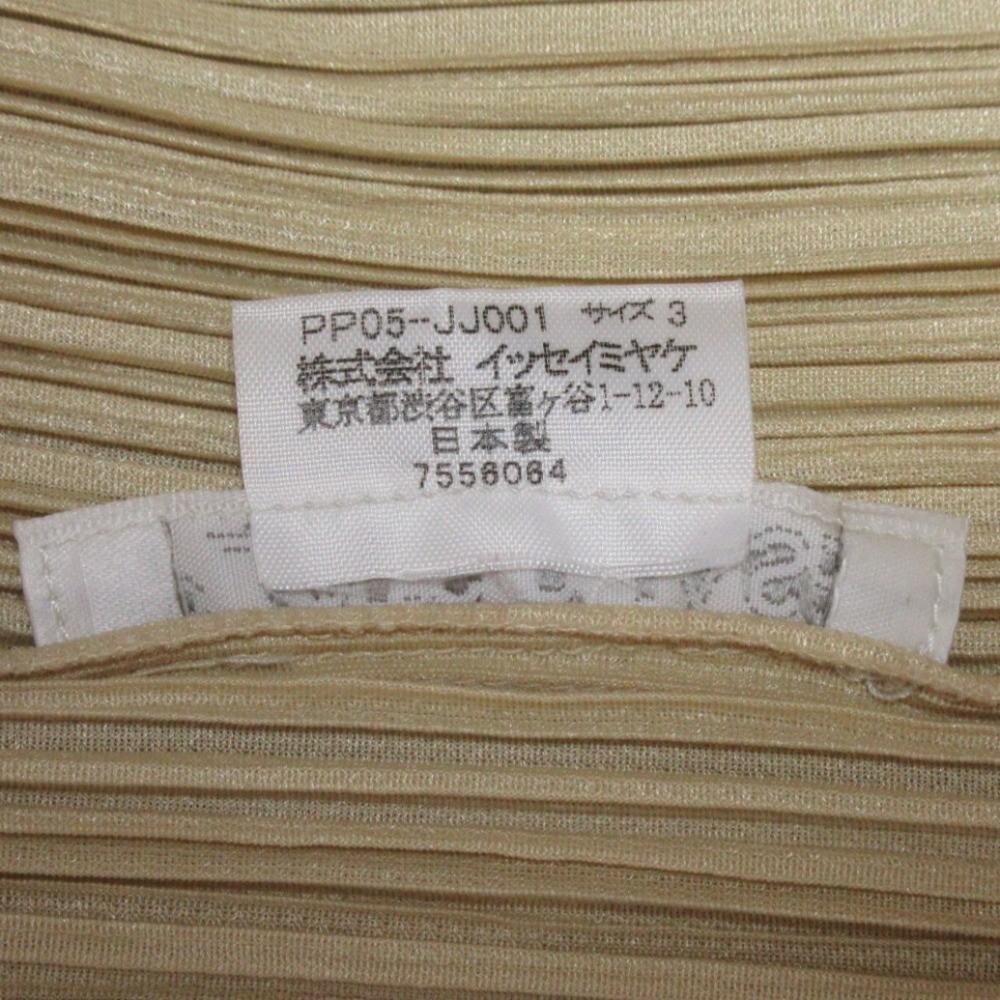 PP05-JJ001 サイズ 3
株式会社 イッセイミヤケ
東京都渋谷区富ヶ谷1-12-10
日本製
7556064